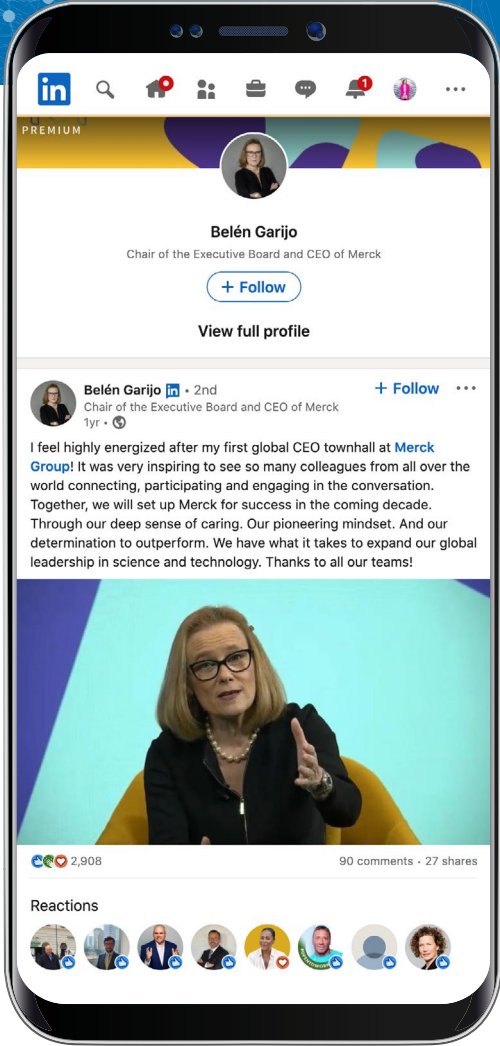 in
1
PREMIUM
Belén Garijo
Chair of the Executive Board and CEO of Merck
+ Follow
View full profile
Belén Garijo in • 2nd
+ Follow
Chair of the Executive Board and CEO of Merck
1yr •
I feel highly energized after my first global CEO townhall at Merck
Group! It was very inspiring to see so many colleagues from all over the
world connecting, participating and engaging in the conversation.
Together, we will set up Merck for success in the coming decade.
Through our deep sense of caring. Our pioneering mindset. And our
determination to outperform. We have what it takes to expand our global
leadership in science and technology. Thanks to all our teams!
2,908
90 comments • 27 shares
Reactions